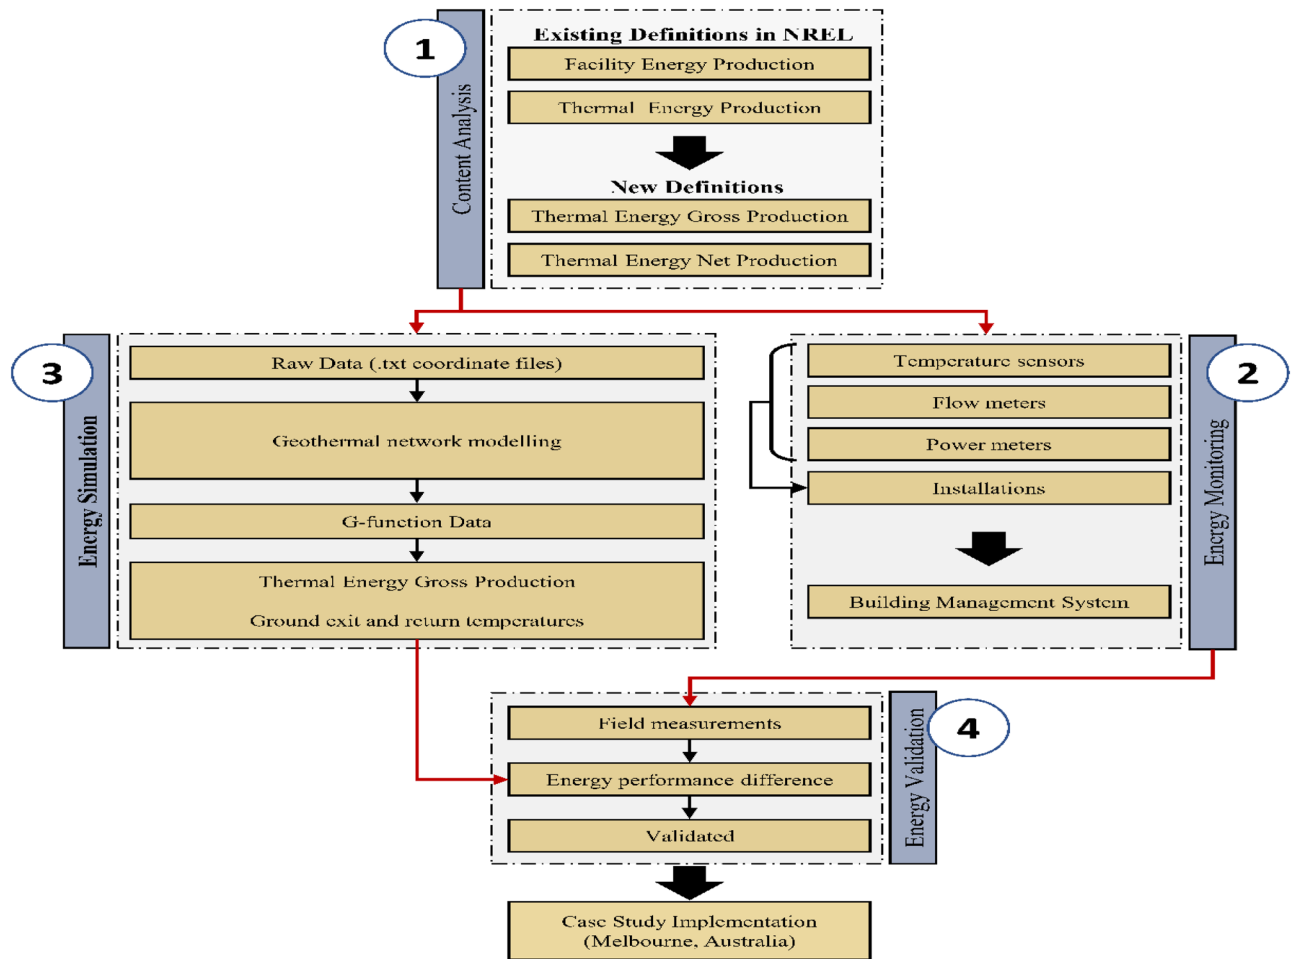 1
Content Analysis
Existing Definitions in NREL
Facility Energy Production
Thermal Energy Production
New Definitions
Thermal Energy Gross Production
Thermal Energy Net Production
3
Energy Simulation
Raw Data (.txt coordinate files)
Geothermal network modelling
G-function Data
Thermal Energy Gross Production
Ground exit and return temperatures
2
Energy Monitoring
Temperature sensors
Flow meters
Power meters
Installations
Building Management System
4
Energy Validation
Field measurements
Energy performance difference
Validated
Case Study Implementation
(Melbourne, Australia)